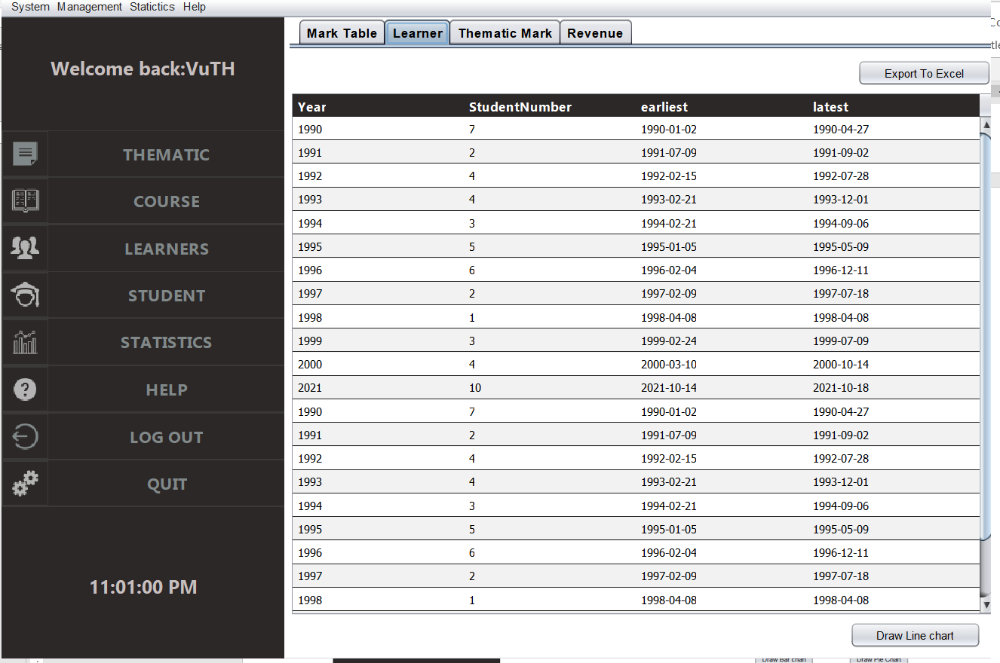 System Management Statictics Help
Mark Table Learner Thematic Mark Revenue
Welcome back:VuTH
Export To Excel
THEMATIC
COURSE
LEARNERS
STUDENT
STATISTICS
HELP
LOG OUT
QUIT
11:01:00 PM
Year StudentNumber earliest latest
1990 7 1990-01-02 1990-04-27
1991 2 1991-07-09 1991-09-02
1992 4 1992-02-15 1992-07-28
1993 4 1993-02-21 1993-12-01
1994 3 1994-02-21 1994-09-06
1995 5 1995-01-05 1995-05-09
1996 6 1996-02-04 1996-12-11
1997 2 1997-02-09 1997-07-18
1998 1 1998-04-08 1998-04-08
1999 3 1999-02-24 1999-07-09
2000 4 2000-03-10 2000-10-14
2021 10 2021-10-14 2021-10-18
1990 7 1990-01-02 1990-04-27
1991 2 1991-07-09 1991-09-02
1992 4 1992-02-15 1992-07-28
1993 4 1993-02-21 1993-12-01
1994 3 1994-02-21 1994-09-06
1995 5 1995-01-05 1995-05-09
1996 6 1996-02-04 1996-12-11
1997 2 1997-02-09 1997-07-18
1998 1 1998-04-08 1998-04-08
Draw Line chart
Draw Bar chart Draw Pie Chart